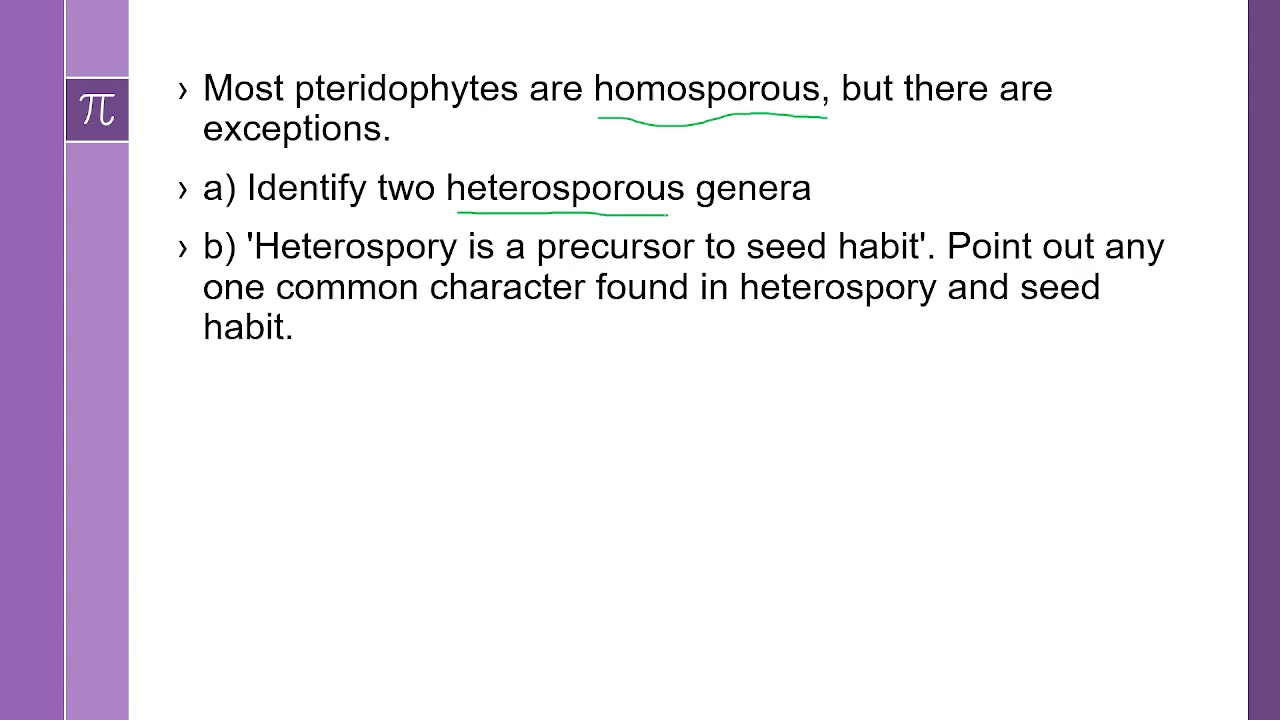 π
› Most pteridophytes are homosporous, but there are
exceptions.
› a) Identify two heterosporous genera
› b) 'Heterospory is a precursor to seed habit'. Point out any
one common character found in heterospory and seed
habit.